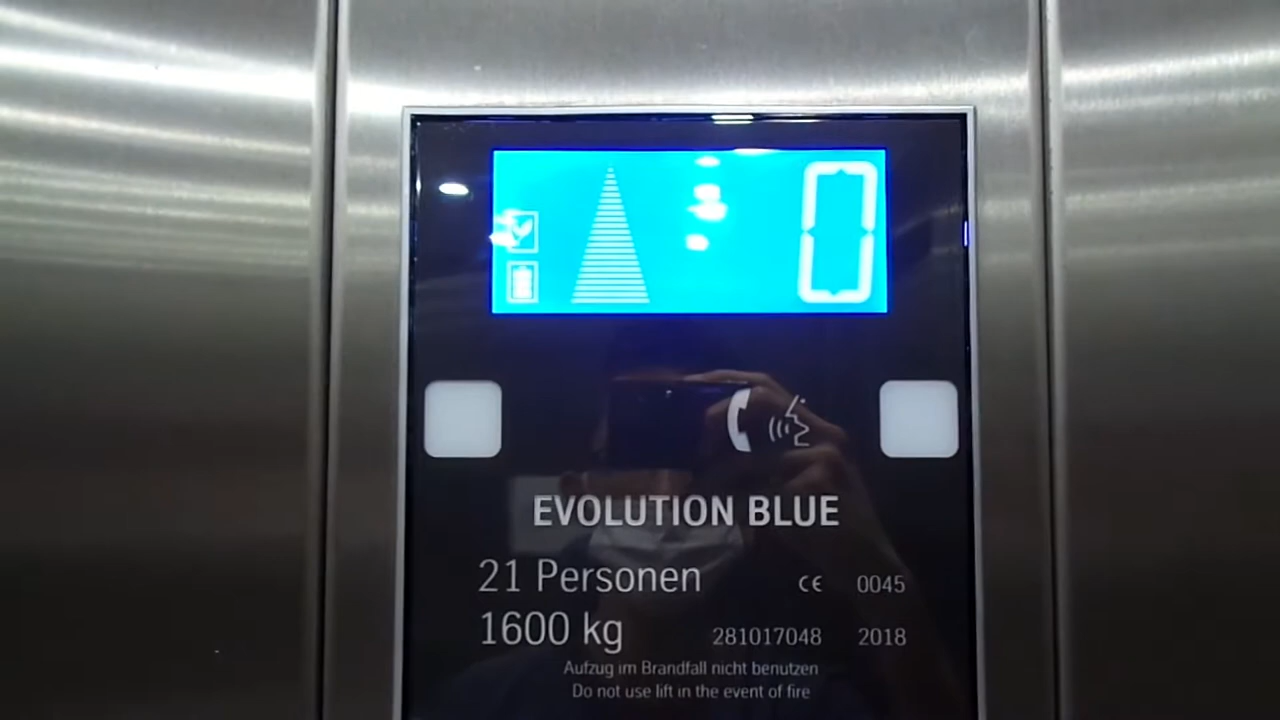 0
EVOLUTION BLUE
21 Personen CE 0045
1600 kg 281017048 2018
Aufzug im Brandfall nicht benutzen
Do not use lift in the event of fire